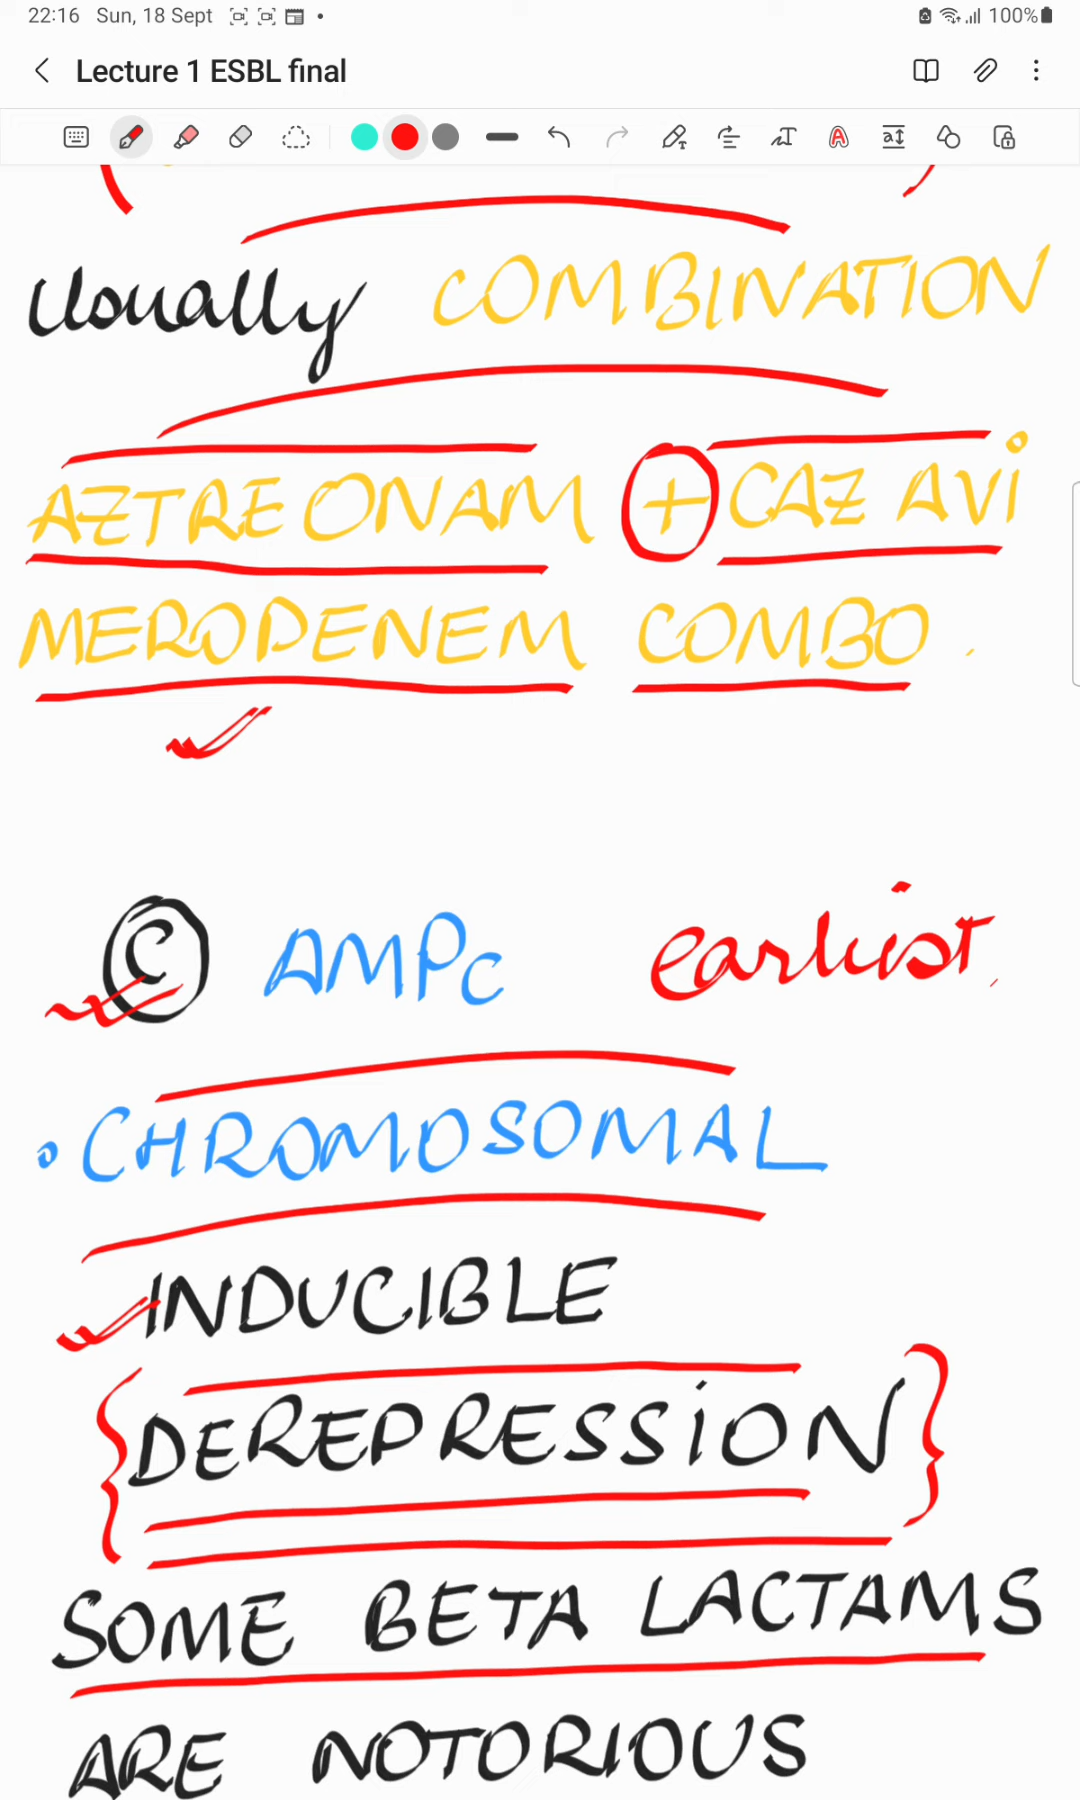 22:16 Sun, 18 Sept 100%
Lecture 1 ESBL final
Usually COMBINATION
AZTREONAM + CAZ AVI
MEROPENEM COMBO.
C AMPC earliest.
• CHROMOSOMAL
INDUCIBLE
{DEREPRESSION}
SOME BETA LACTAMS
ARE NOTORIOUS